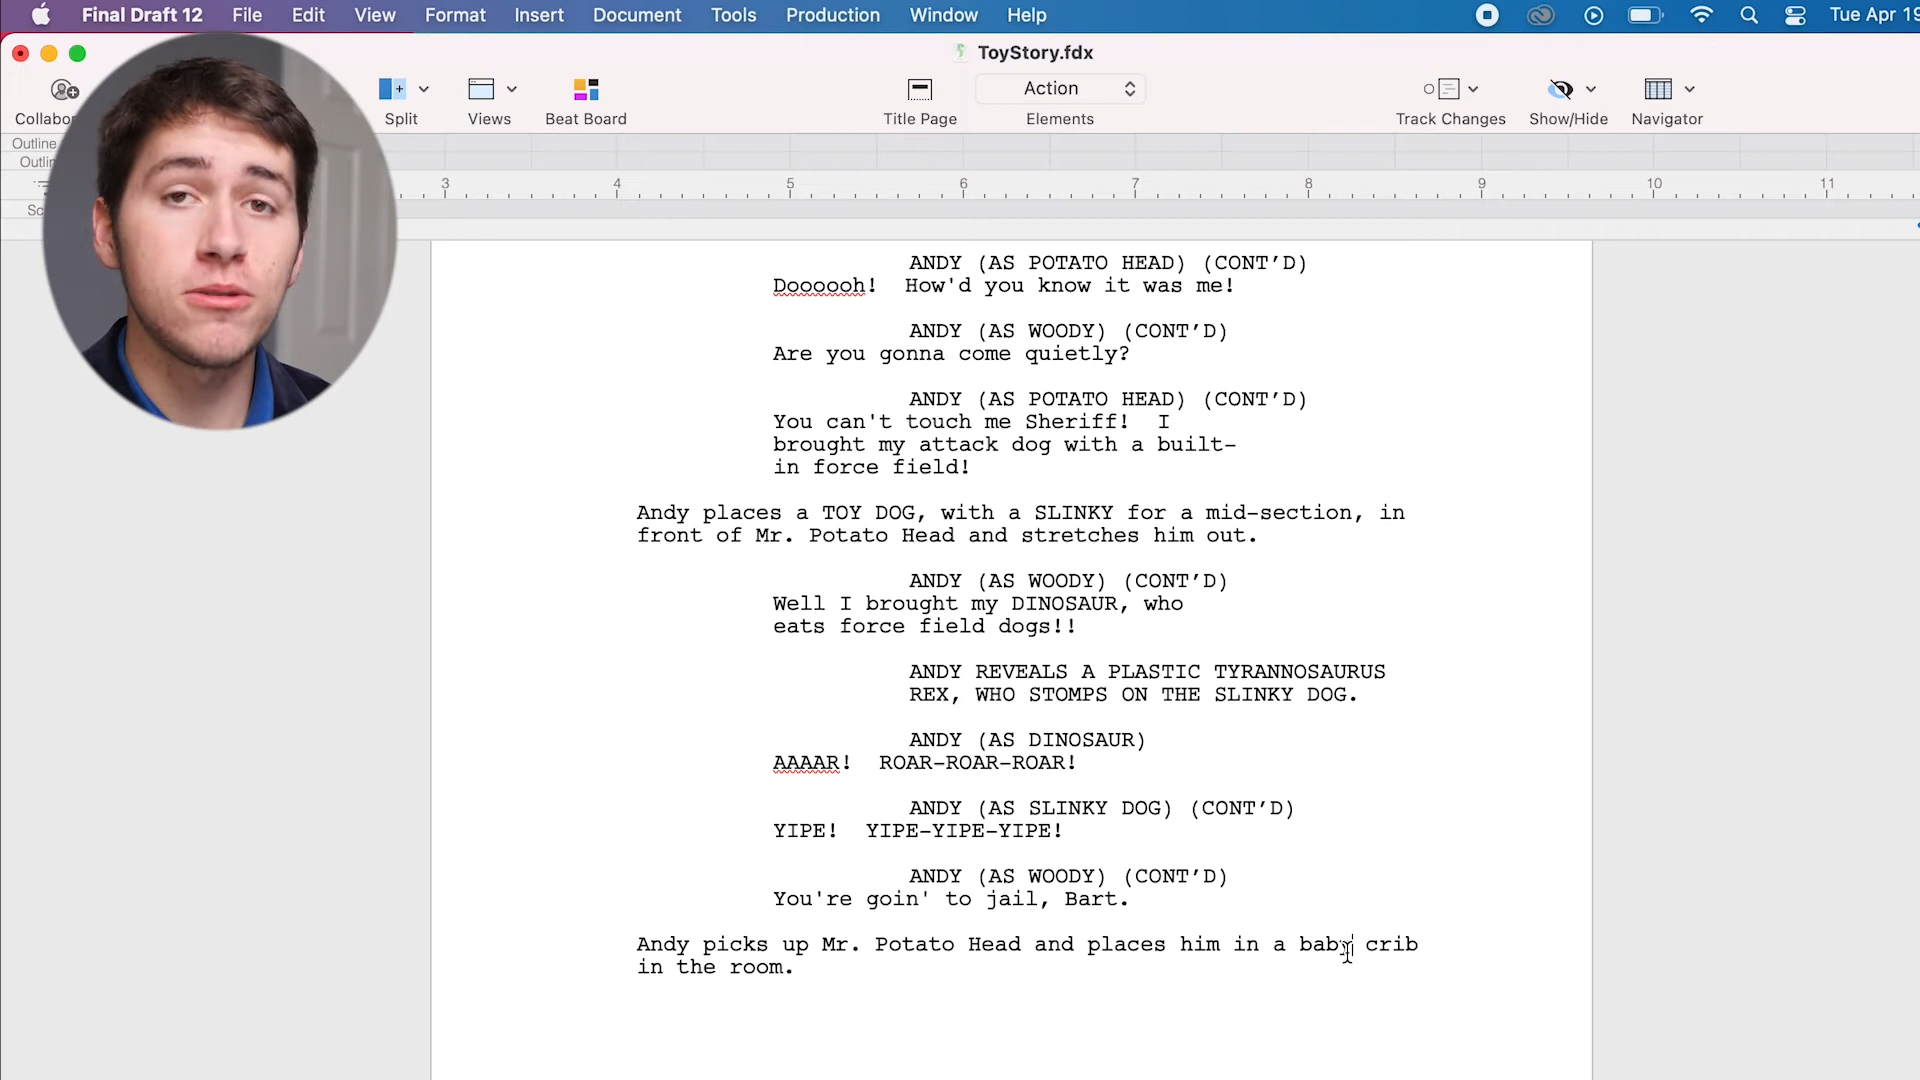 Final Draft 12 File Edit View Format Insert Document Tools Production Window Help Tue Apr 19
ToyStory.fdx
Collabor Split Views Beat Board Title Page Action Elements Track Changes Show/Hide Navigator
Outline
Outlin
3 4 5 6 7 8 9 10 11
Sc
ANDY (AS POTATO HEAD) (CONT'D)
Doooooh!  How'd you know it was me!
ANDY (AS WOODY) (CONT'D)
Are you gonna come quietly?
ANDY (AS POTATO HEAD) (CONT'D)
You can't touch me Sheriff!  I
brought my attack dog with a built-
in force field!
Andy places a TOY DOG, with a SLINKY for a mid-section, in
front of Mr. Potato Head and stretches him out.
ANDY (AS WOODY) (CONT'D)
Well I brought my DINOSAUR, who
eats force field dogs!!
ANDY REVEALS A PLASTIC TYRANNOSAURUS
REX, WHO STOMPS ON THE SLINKY DOG.
ANDY (AS DINOSAUR)
AAAAR!  ROAR-ROAR-ROAR!
ANDY (AS SLINKY DOG) (CONT'D)
YIPE!  YIPE-YIPE-YIPE!
ANDY (AS WOODY) (CONT'D)
You're goin' to jail, Bart.
Andy picks up Mr. Potato Head and places him in a baby crib
in the room.